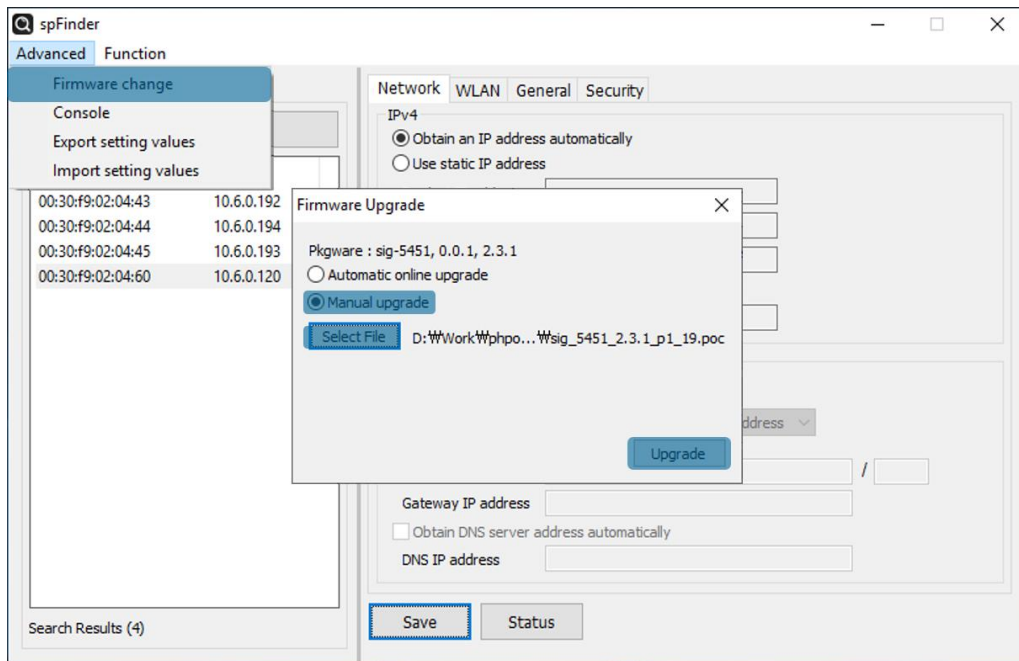 spFinder
Advanced Function
Firmware change
Console
Export setting values
Import setting values
00:30:f9:02:04:43 10.6.0.192
00:30:f9:02:04:44 10.6.0.194
00:30:f9:02:04:45 10.6.0.193
00:30:f9:02:04:60 10.6.0.120
Search Results (4)
Network WLAN General Security
IPv4
Obtain an IP address automatically
Use static IP address
Firmware Upgrade
Pkgware : sig-5451, 0.0.1, 2.3.1
Automatic online upgrade
Manual upgrade
Select File D:₩Work₩phpo...₩sig_5451_2.3.1_p1_19.poc
Upgrade
ddress
/
Gateway IP address
Obtain DNS server address automatically
DNS IP address
Save Status